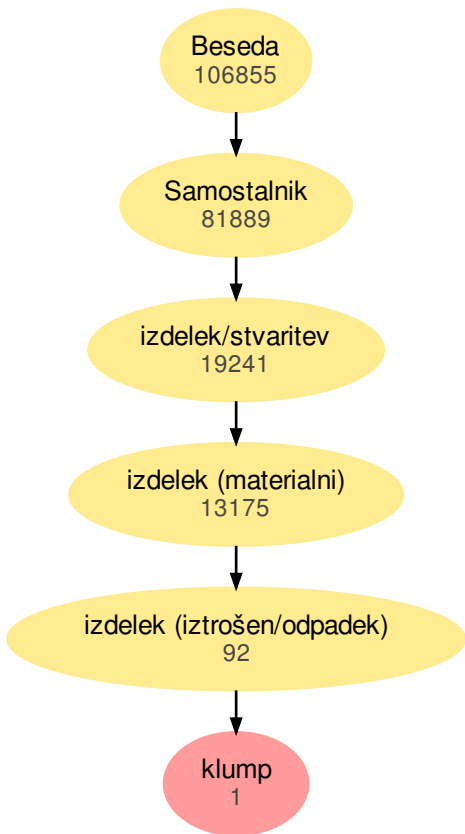 Beseda
106855
Samostalnik
81889
izdelek/stvaritev
19241
izdelek (materialni)
13175
izdelek (iztrošen/odpadek)
92
klump
1